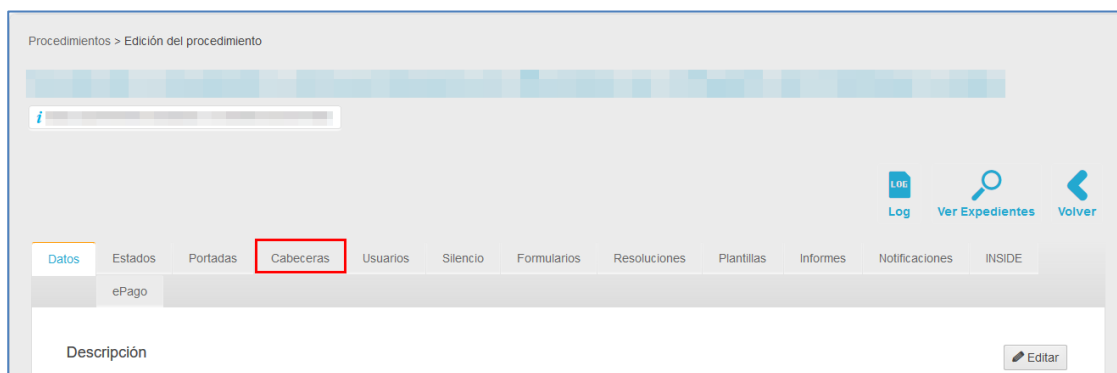 Procedimientos > Edición del procedimiento
i
LOG
Log Ver Expedientes Volver
Datos Estados Portadas Cabeceras Usuarios Silencio Formularios Resoluciones Plantillas Informes Notificaciones INSIDE
ePago
Descripción Editar